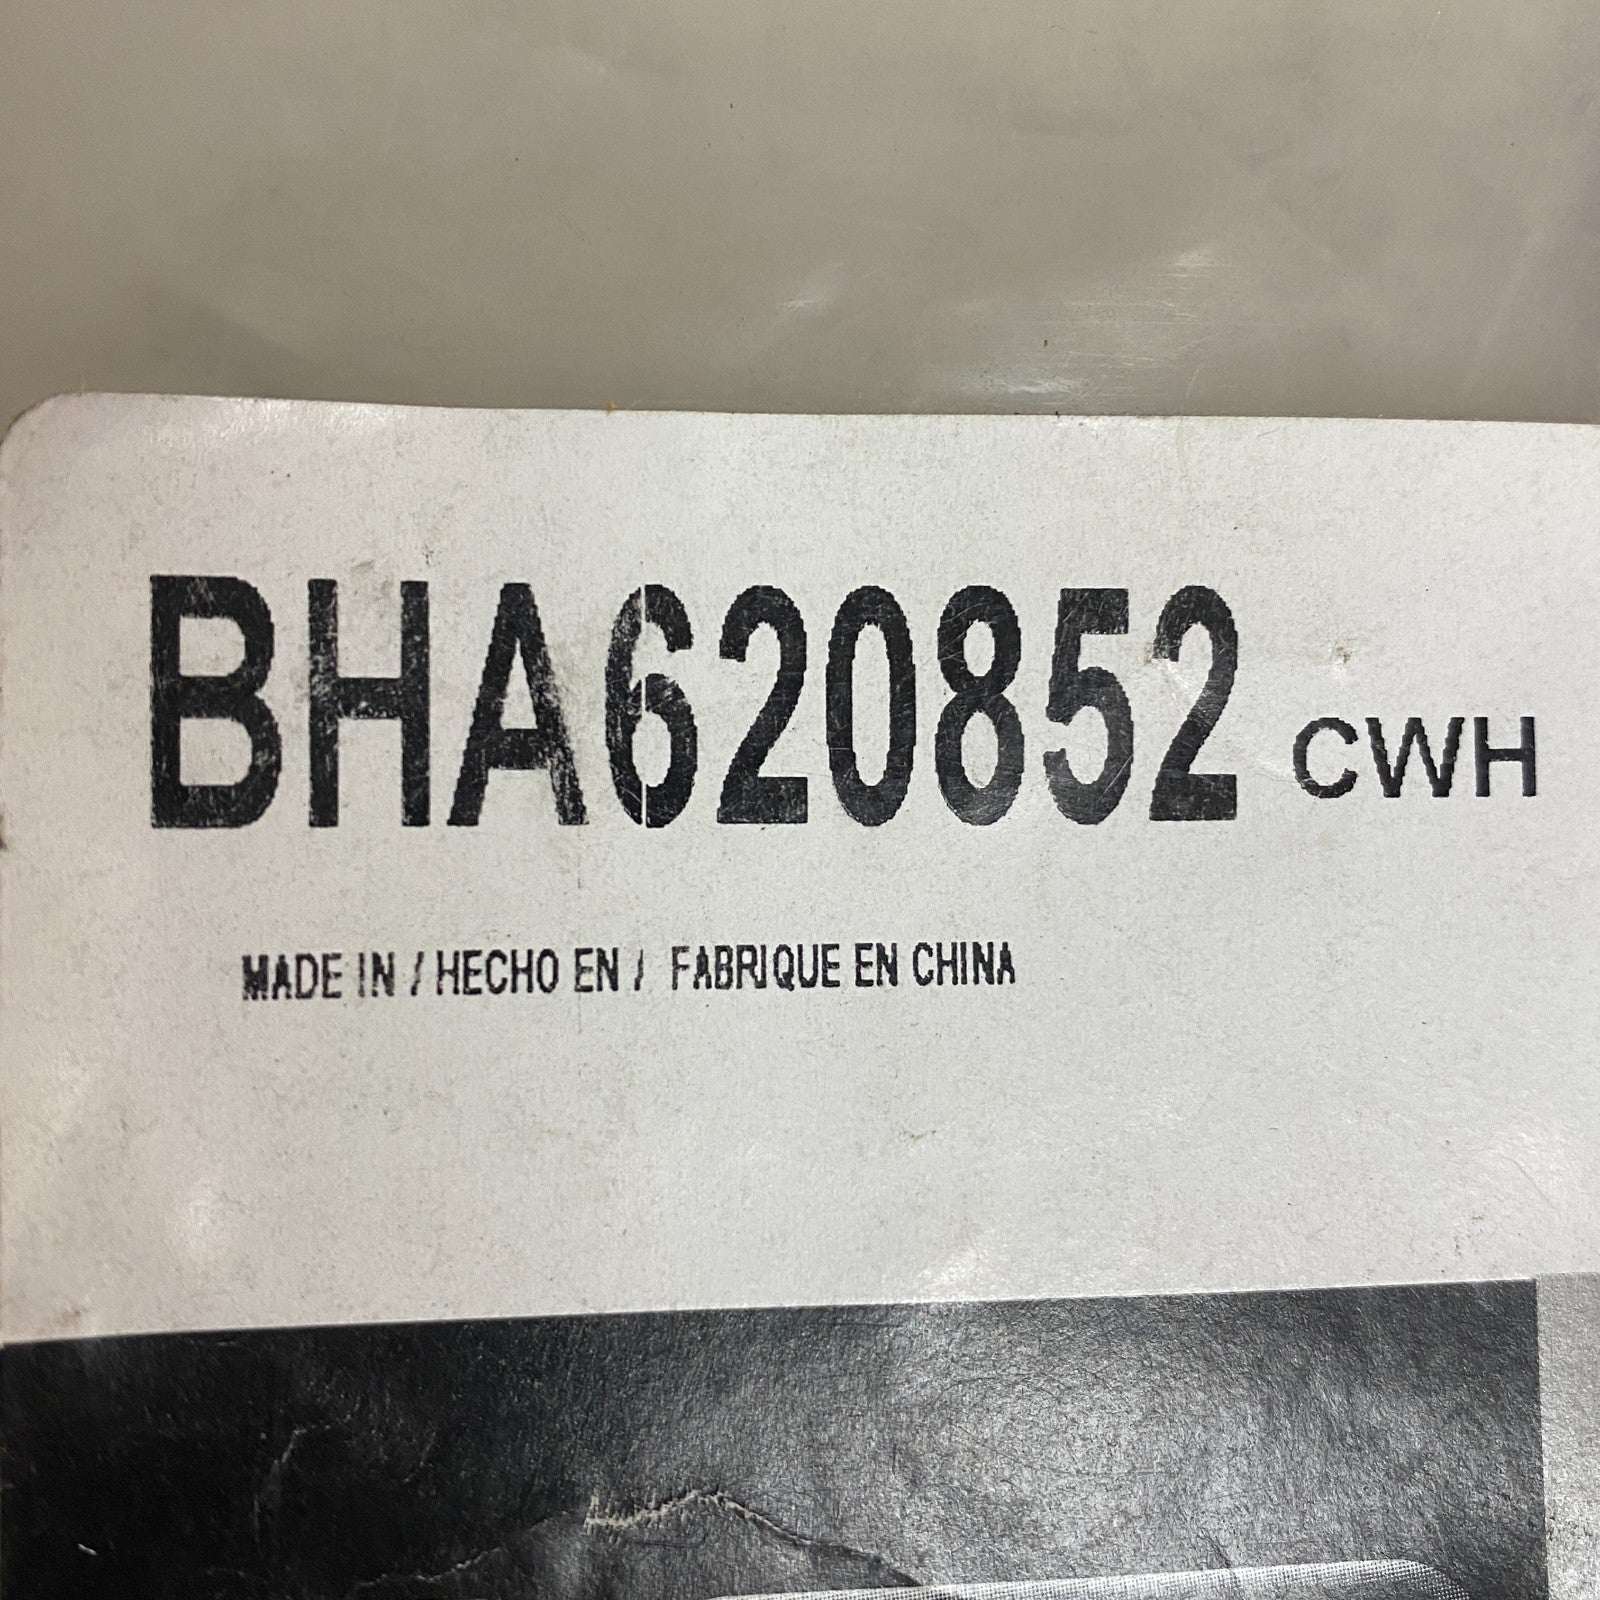 BHA620852 CWH
MADE IN / HECHO EN / FABRIQUE EN CHINA